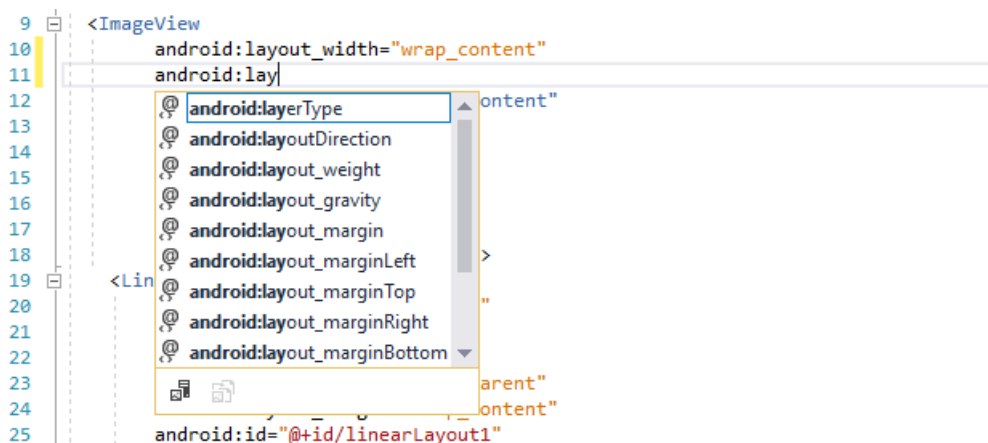 9 <ImageView
10 android:layout_width="wrap_content"
11 android:lay
12 ontent"
android:layerType
13
android:layoutDirection
14
android:layout_weight
15
16
android:layout_gravity
17
android:layout_margin
18 >
android:layout_marginLeft
19 <Lin
android:layout_marginTop
20 "
21
android:layout_marginRight
22
android:layout_marginBottom
23 arent"
24 ontent"
25 android:id="@+id/linearLayout1"